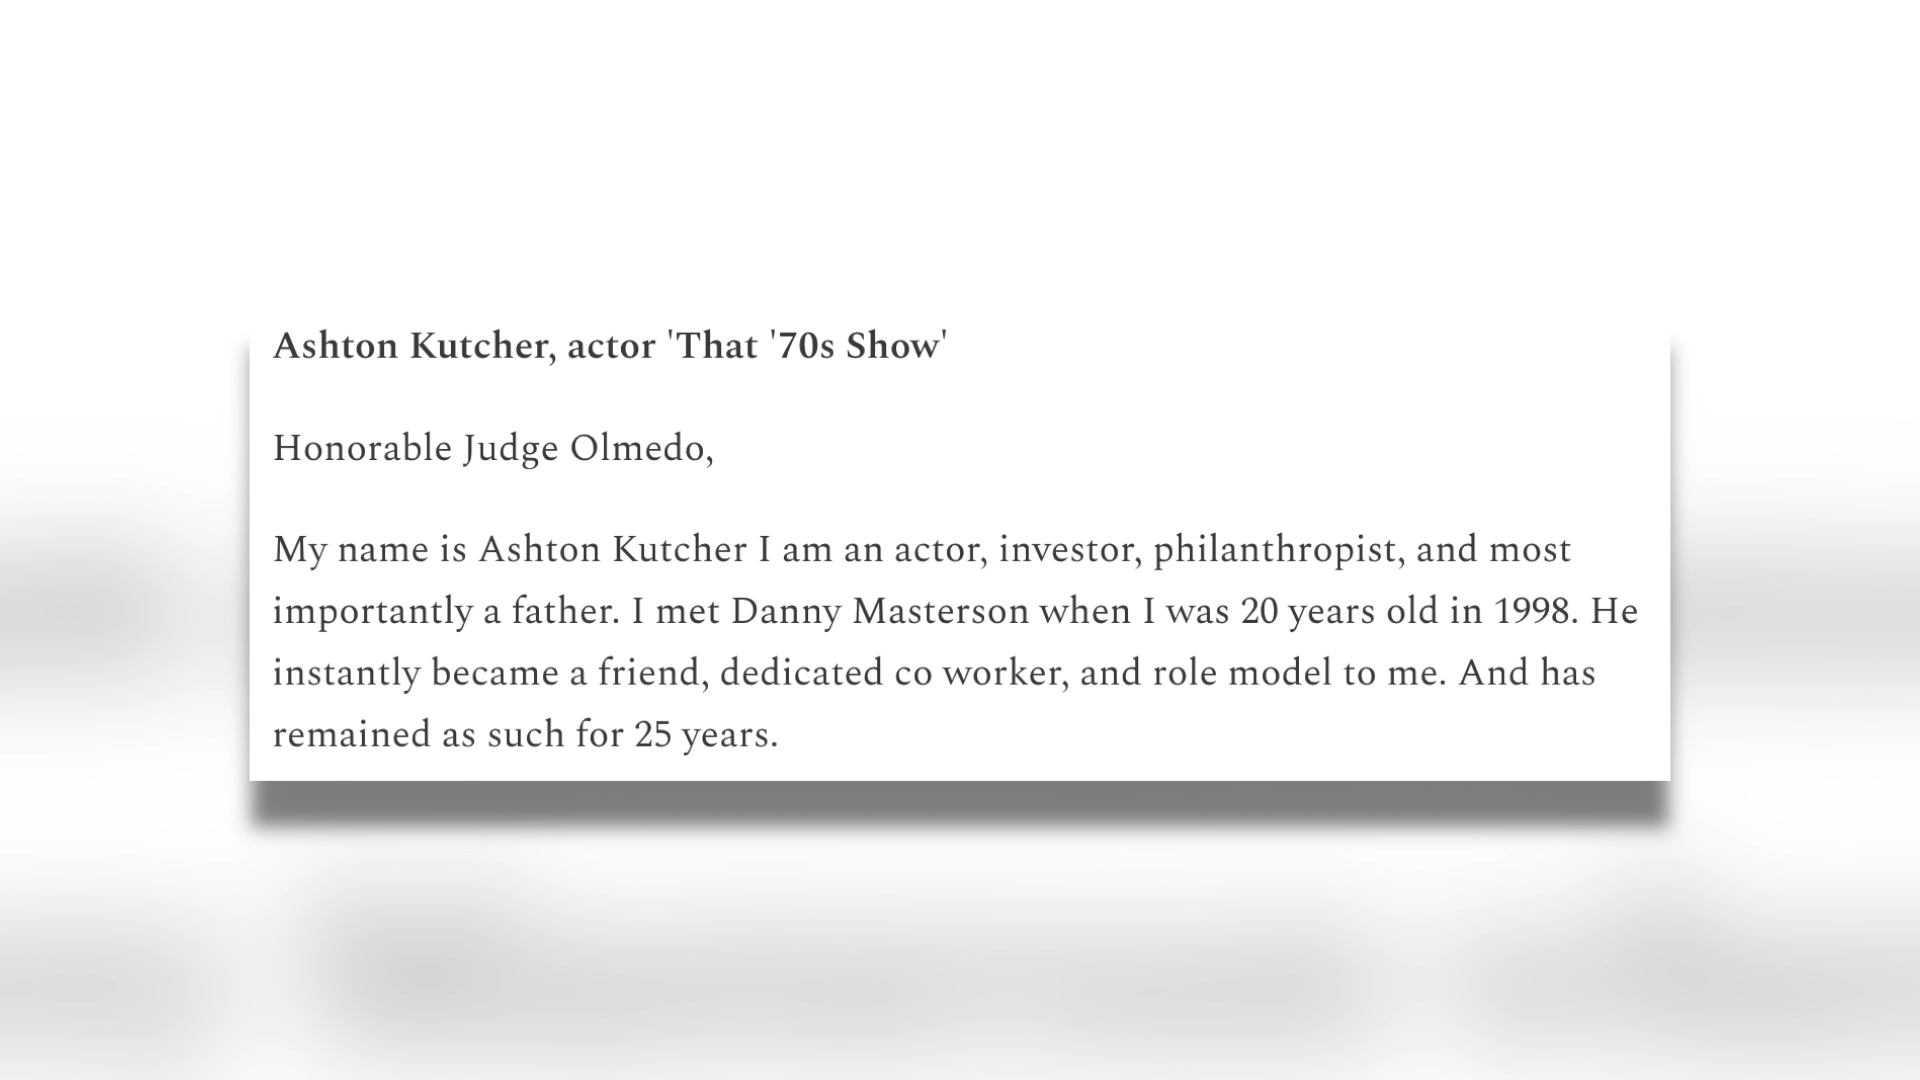 Ashton Kutcher, actor 'That '70s Show'
Honorable Judge Olmedo,
My name is Ashton Kutcher I am an actor, investor, philanthropist, and most
importantly a father. I met Danny Masterson when I was 20 years old in 1998. He
instantly became a friend, dedicated co worker, and role model to me. And has
remained as such for 25 years.